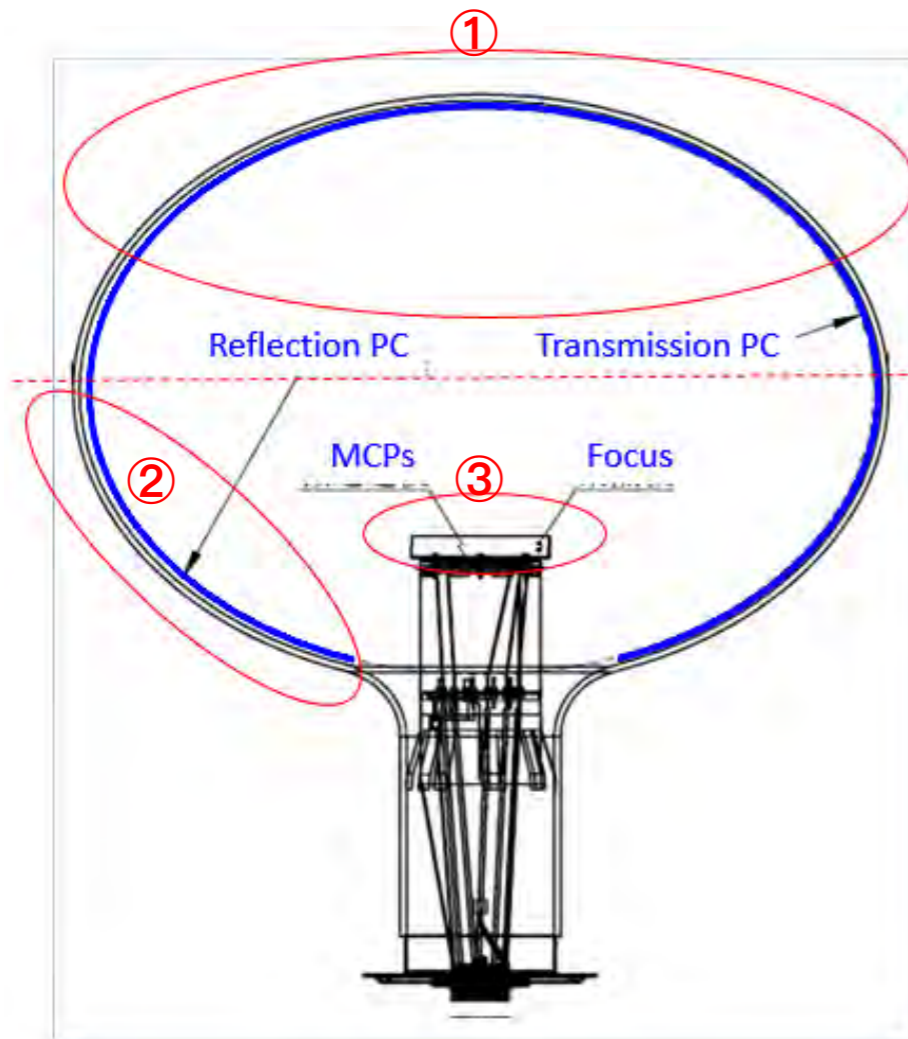 ①
Reflection PC
Transmission PC
②
MCPs
③
Focus